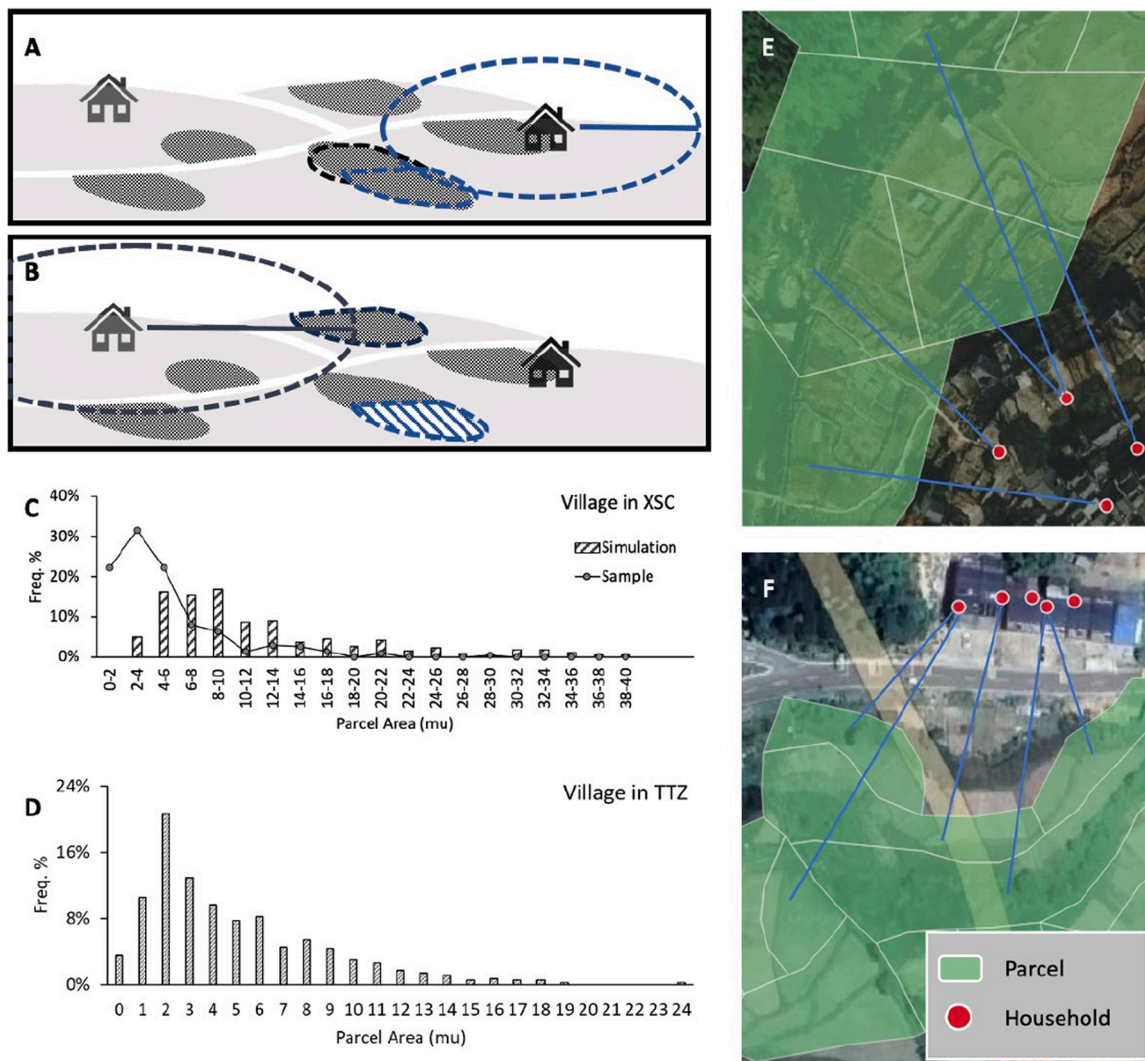 A
B
C
40%
30%
20%
10%
0%
Freq. %
Village in XSC
Simulation
Sample
0-2
2-4
4-6
6-8
8-10
10-12
12-14
14-16
16-18
18-20
20-22
22-24
24-26
26-28
28-30
30-32
32-34
34-36
36-38
38-40
Parcel Area (mu)
D
24%
16%
8%
0%
Freq. %
Village in TTZ
0 1 2 3 4 5 6 7 8 9 10 11 12 13 14 15 16 17 18 19 20 21 22 23 24
Parcel Area (mu)
E
F
Parcel
Household